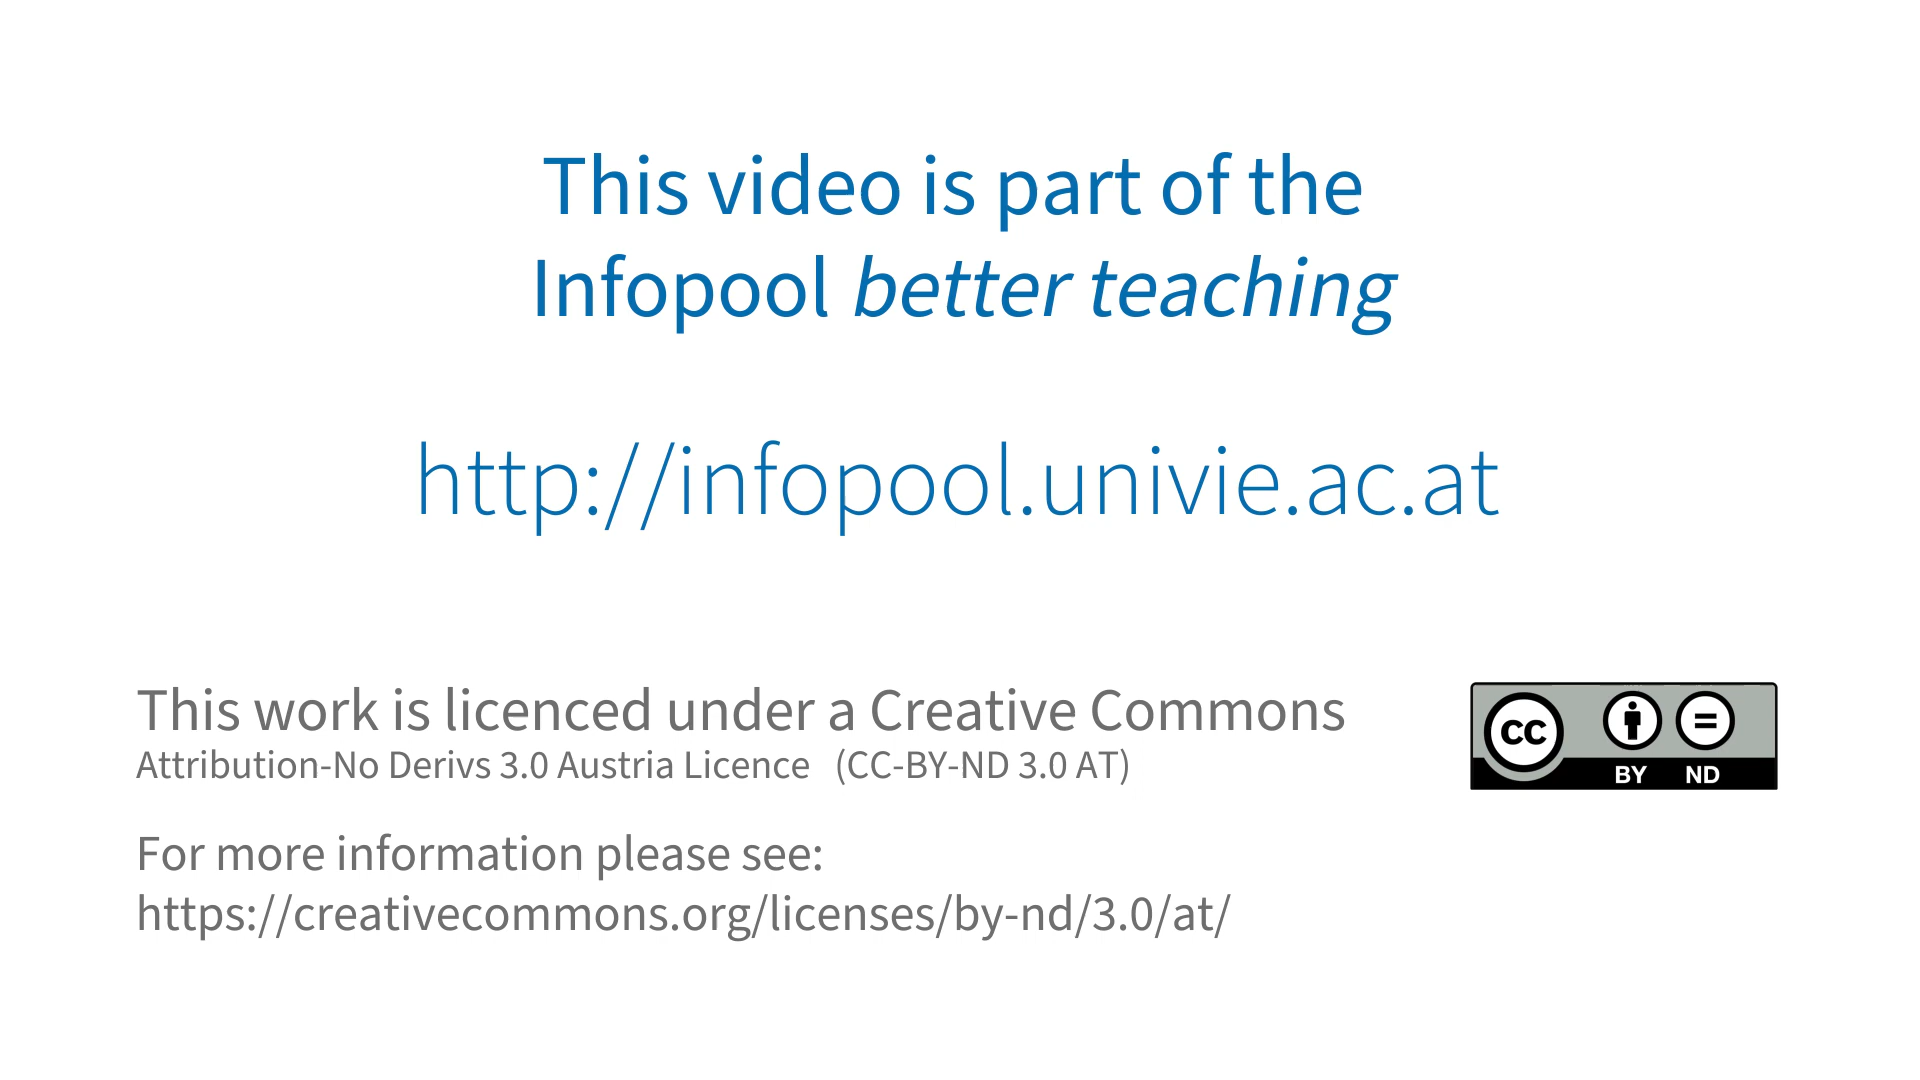 This video is part of the
Infopool better teaching
http://infopool.univie.ac.at
This work is licenced under a Creative Commons
Attribution-No Derivs 3.0 Austria Licence (CC-BY-ND 3.0 AT)
For more information please see:
https://creativecommons.org/licenses/by-nd/3.0/at/
CC
BY ND